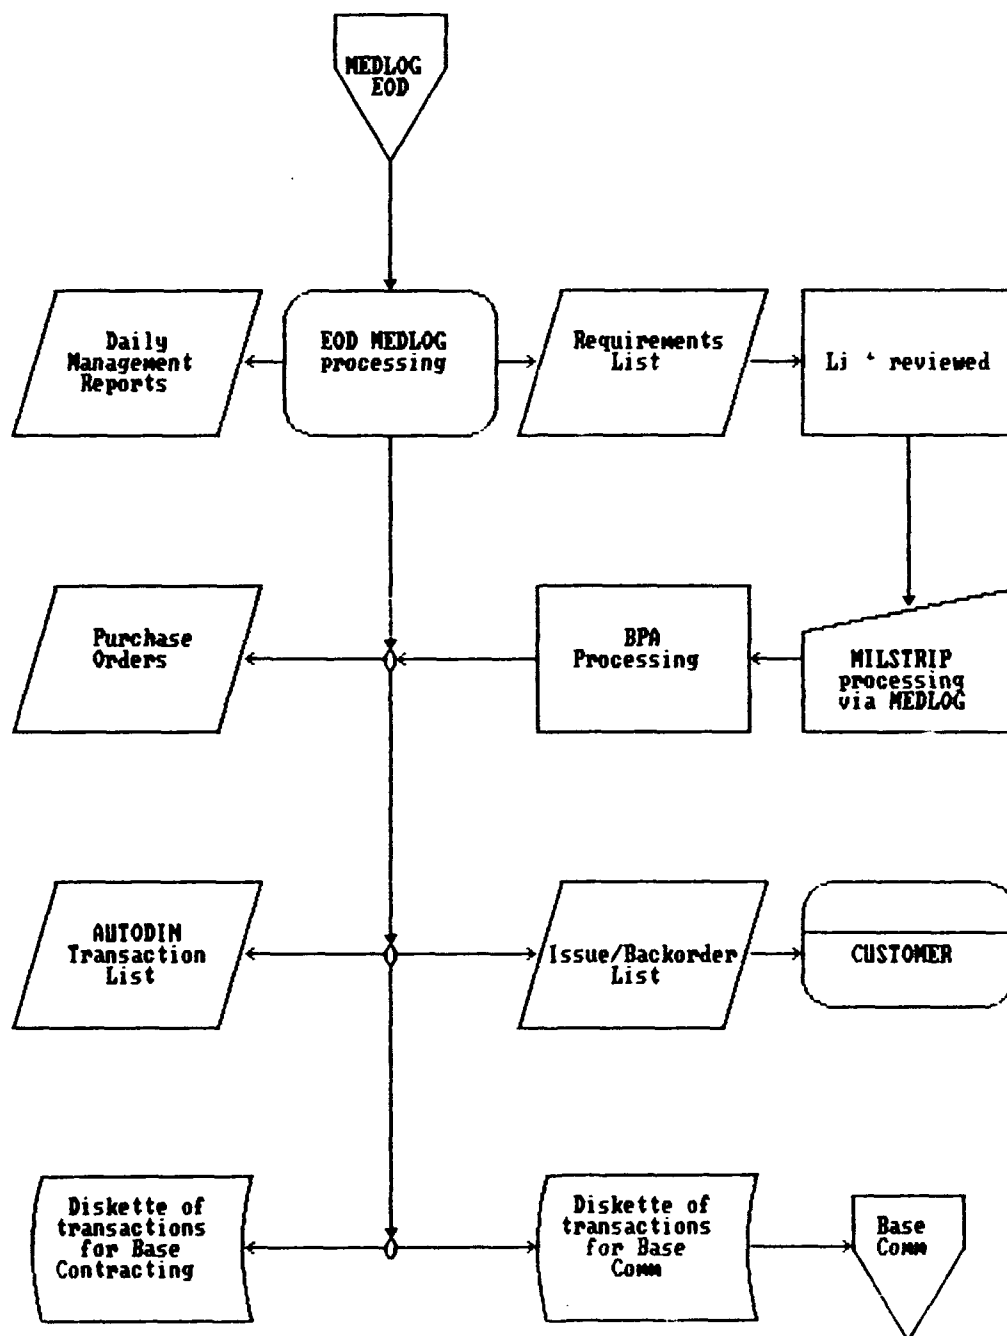 MEDLOG
EOD
Daily
Management
Reports
EOD MEDLOG
processing
Requirements
List
reviewed
Purchase
Orders
BPA
Processing
MILSTRIP
processing
via MEDLOG
AUTODIN
Transaction
List
Issue/Backorder
List
CUSTOMER
Diskette of
transactions
for Base
Contracting
Diskette of
transactions
for Base
Comm
Base
Comm